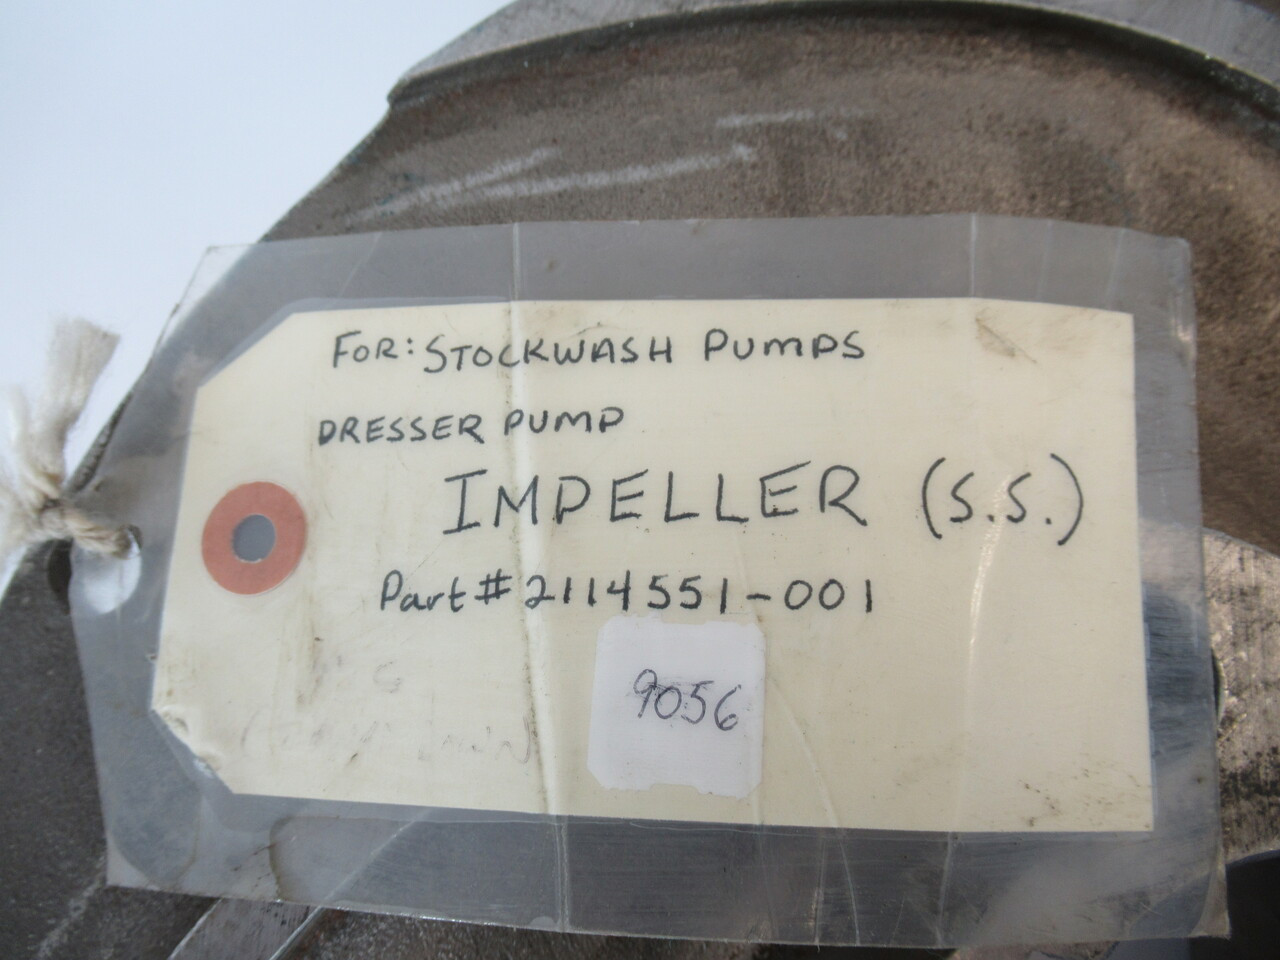 FOR: STOCKWASH PUMPS
DRESSER PUMP
IMPELLER (S.S.)
Part # 2114551-001
9056